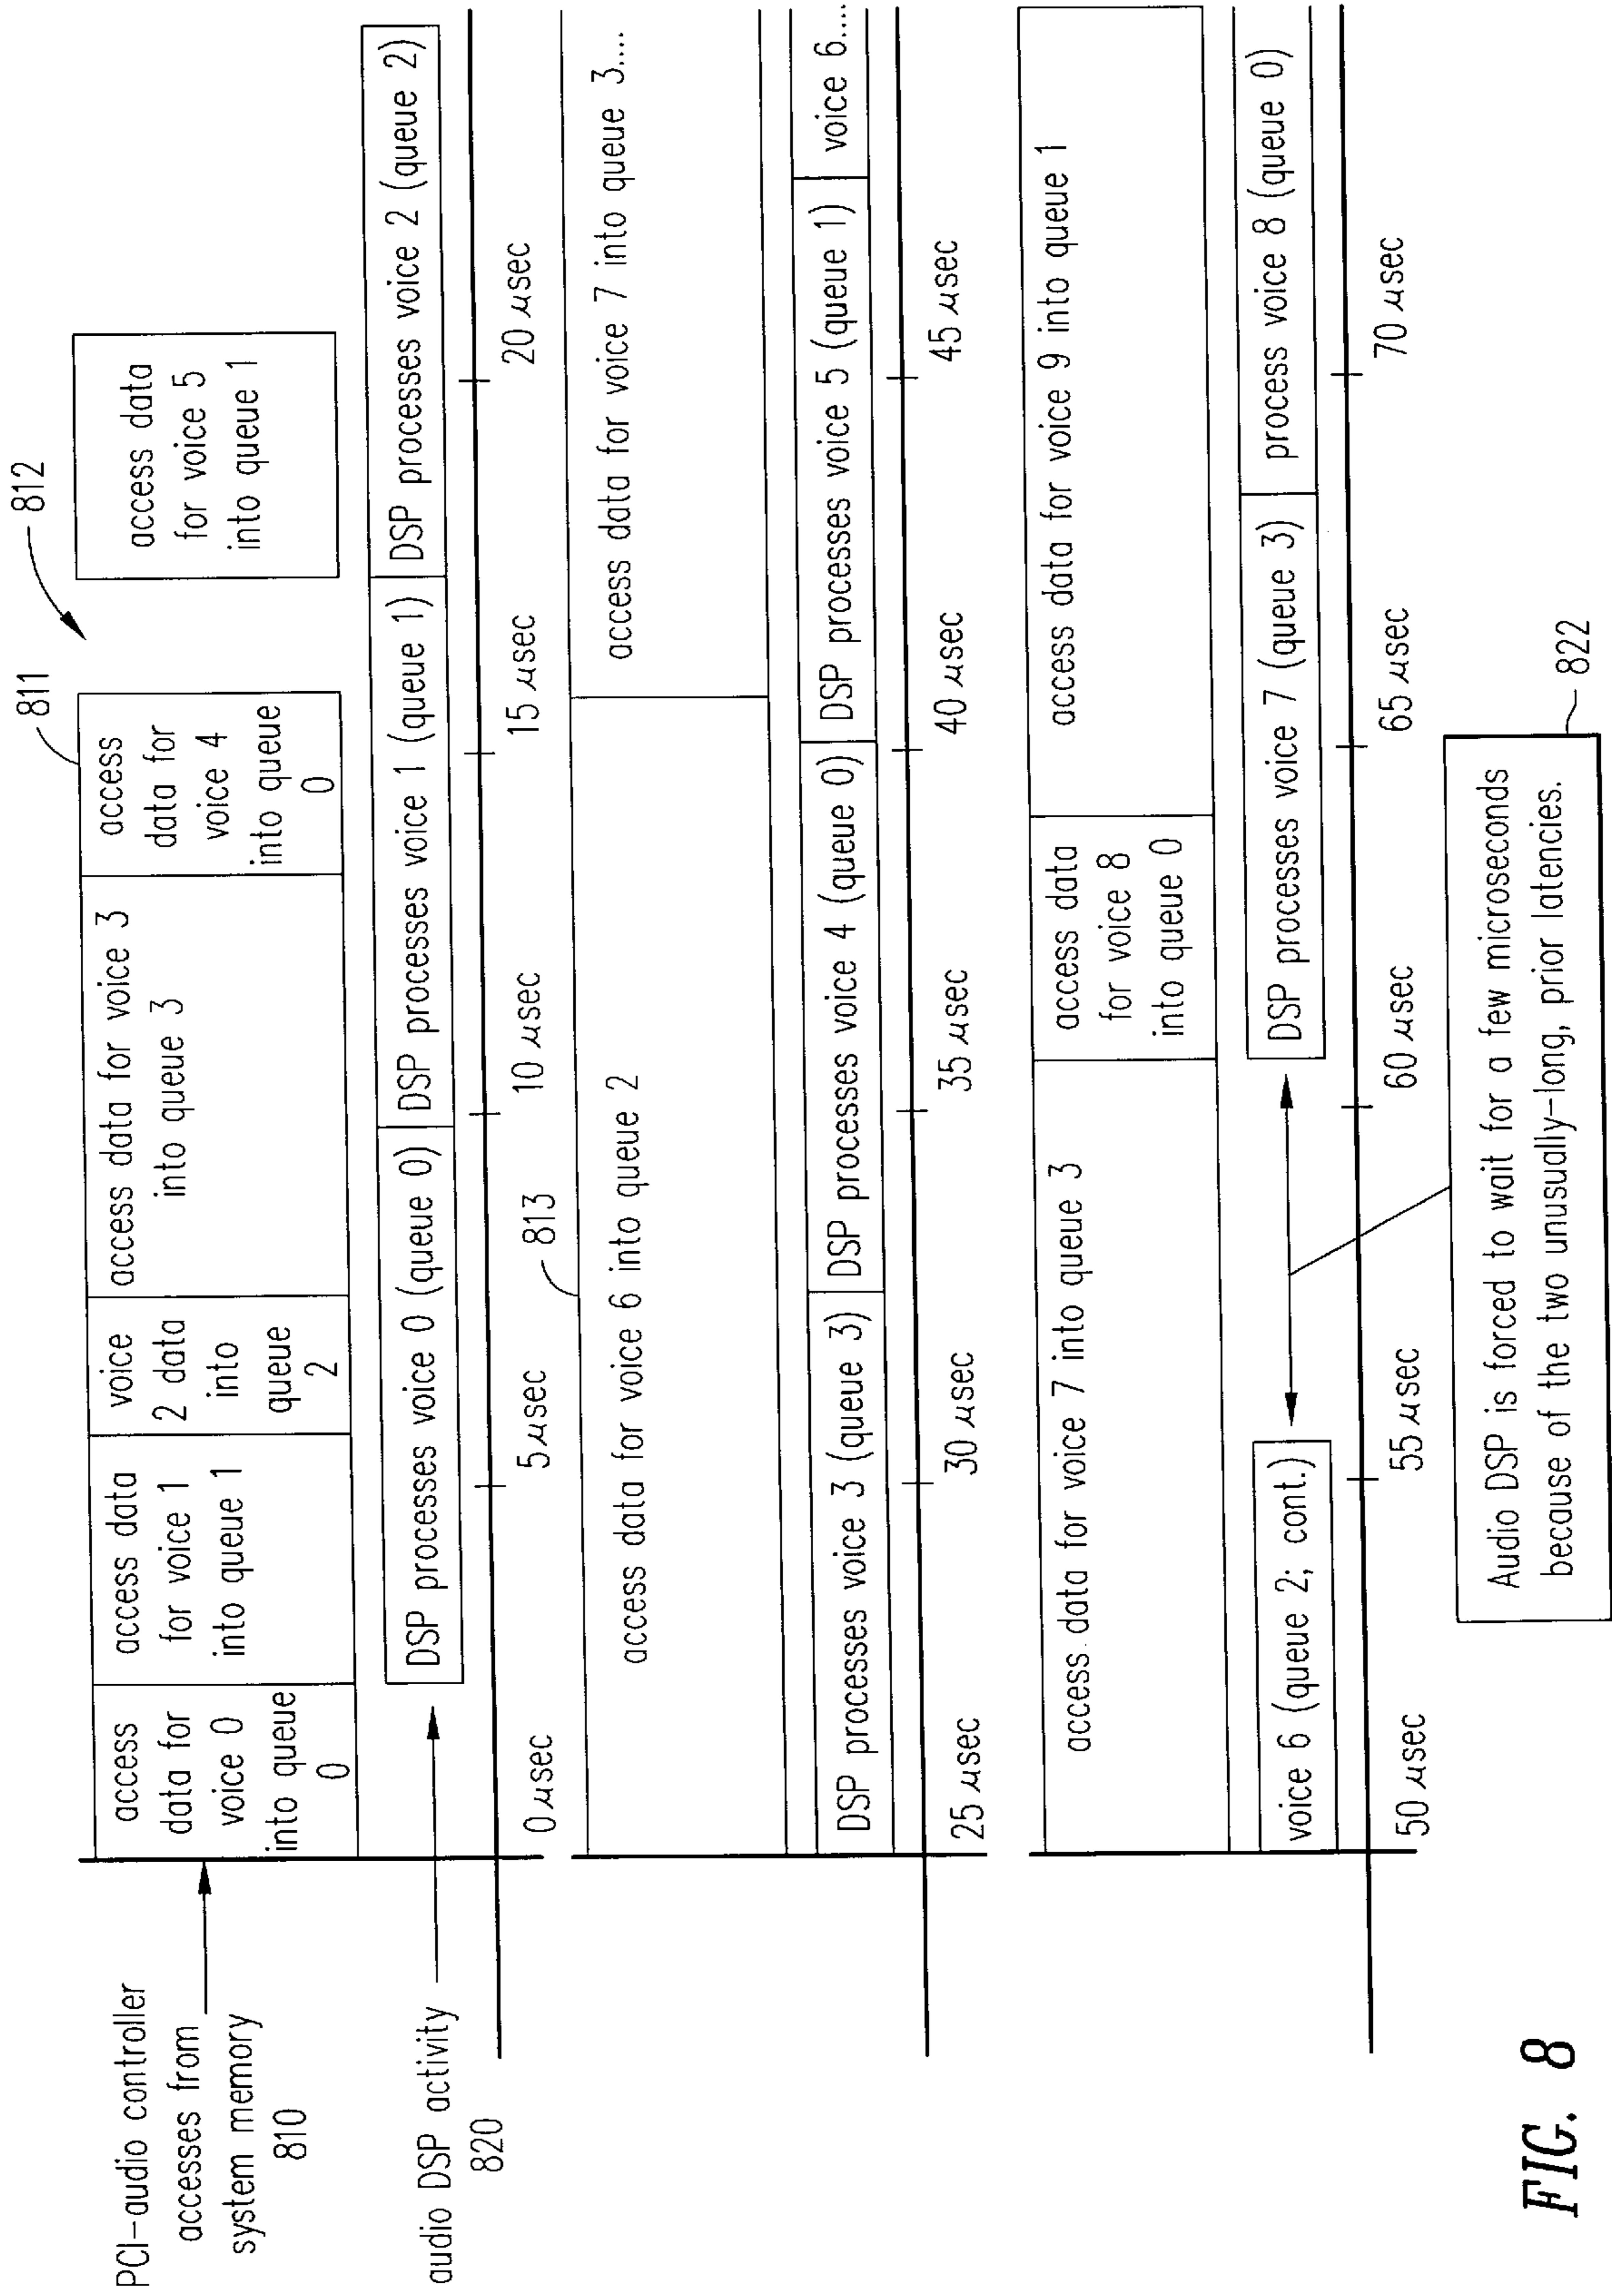 PCI-audio controller
accesses from
system memory
810
access
data for
voice 0
into queue
0
access data
for voice 1
into queue 1
voice
2 data
into
queue
2
access data for voice 3
into queue 3
811
access
data for
voice 4
into queue
0
812
access data
for voice 5
into queue 1
audio DSP activity
820
DSP processes voice 0 (queue 0)
DSP processes voice 1 (queue 1)
DSP processes voice 2 (queue 2)
0 μsec
5 μsec
10 μsec
15 μsec
20 μsec
813
access data for voice 6 into queue 2
access data for voice 7 into queue 3....
DSP processes voice 3 (queue 3)
DSP processes voice 4 (queue 0)
DSP processes voice 5 (queue 1)
voice 6....
25 μsec
30 μsec
35 μsec
40 μsec
45 μsec
access data for voice 7 into queue 3
access data
for voice 8
into queue 0
access data for voice 9 into queue 1
voice 6 (queue 2; cont.)
DSP processes voice 7 (queue 3)
process voice 8 (queue 0)
50 μsec
55 μsec
60 μsec
65 μsec
70 μsec
Audio DSP is forced to wait for a few microseconds
because of the two unusually-long, prior latencies.
822
FIG. 8